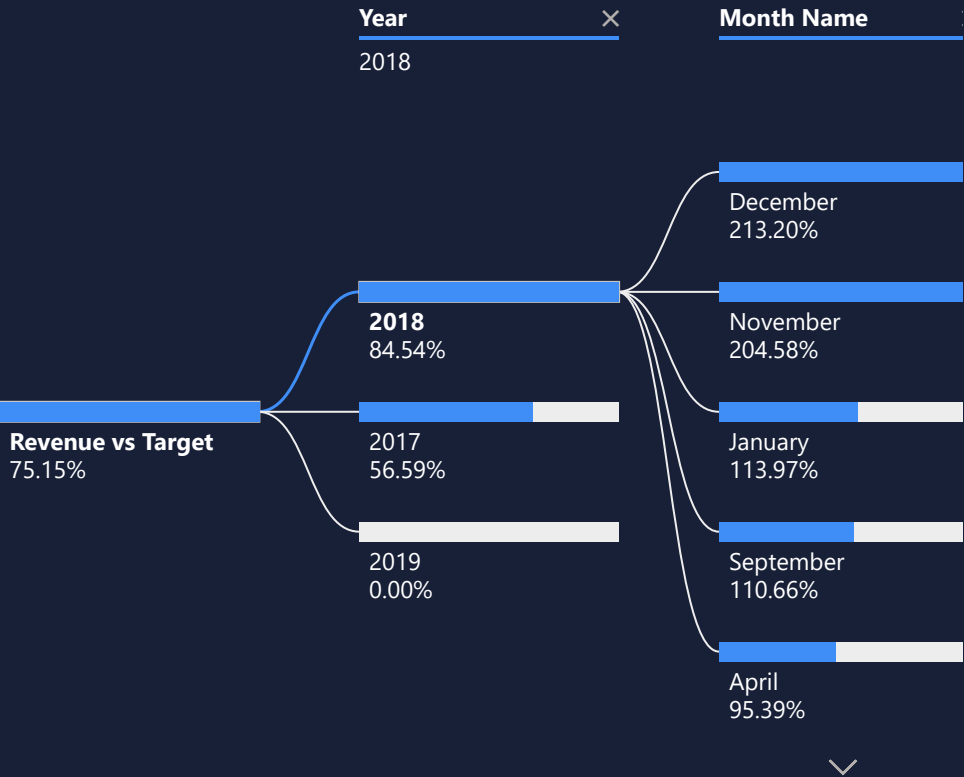 Year
2018
Month Name
December
213.20%
2018
84.54%
November
204.58%
Revenue vs Target
75.15%
2017
56.59%
January
113.97%
2019
0.00%
September
110.66%
April
95.39%